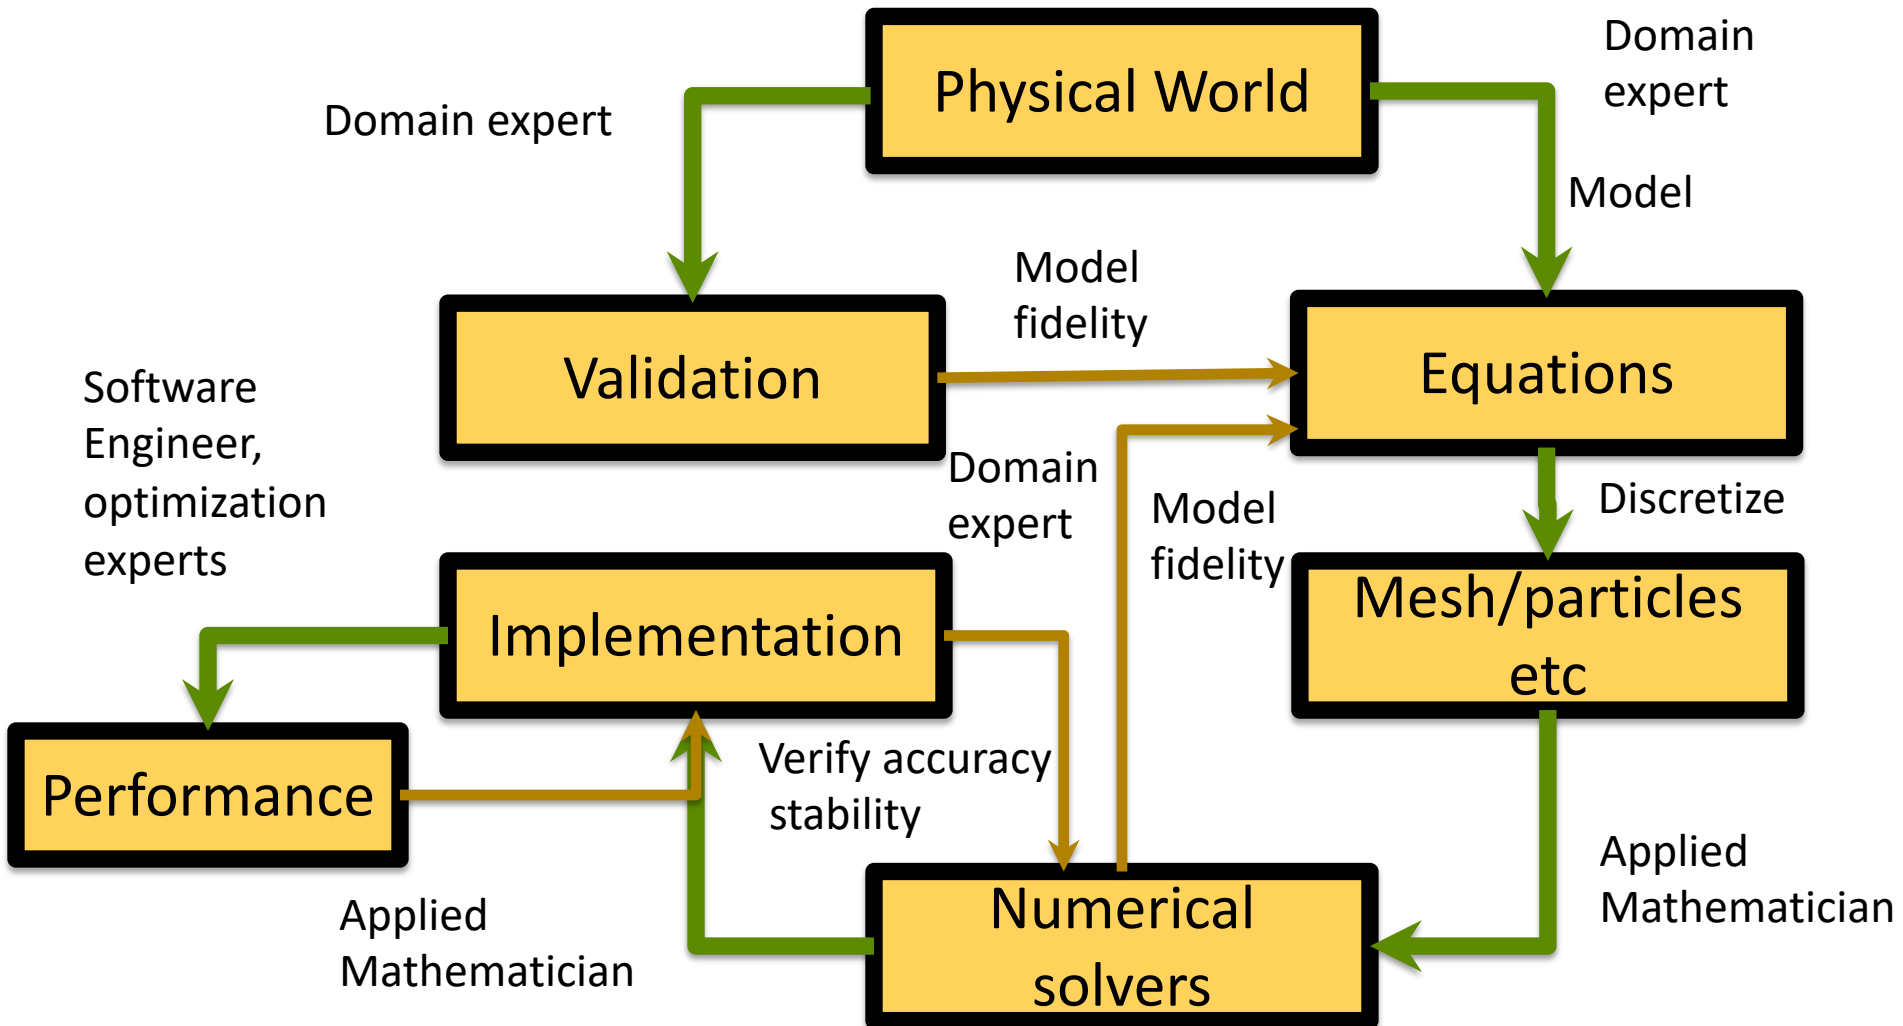 Physical World
Domain
expert
Domain expert
Model
Model
fidelity
Validation
Equations
Software
Engineer,
optimization
experts
Domain
expert
Model
fidelity
Discretize
Implementation
Mesh/particles
etc
Performance
Verify accuracy
stability
Applied
Mathematician
Numerical
solvers
Applied
Mathematician